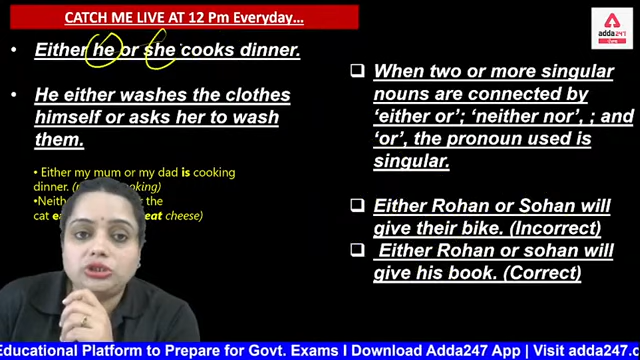 CATCH ME LIVE AT 12 Pm Everyday…
adda247
• Either he or she cooks dinner.
• He either washes the clothes
himself or asks her to wash
them.
• Either my mum or my dad is cooking
dinner.
the
cat eat cheese)
When two or more singular
nouns are connected by
‘either or’; ‘neither nor’, ; and
‘or’, the pronoun used is
singular.
Either Rohan or Sohan will
give their bike. (Incorrect)
Either Rohan or sohan will
give his book. (Correct)
Educational Platform to Prepare for Govt. Exams I Download Adda247 App | Visit adda247.c